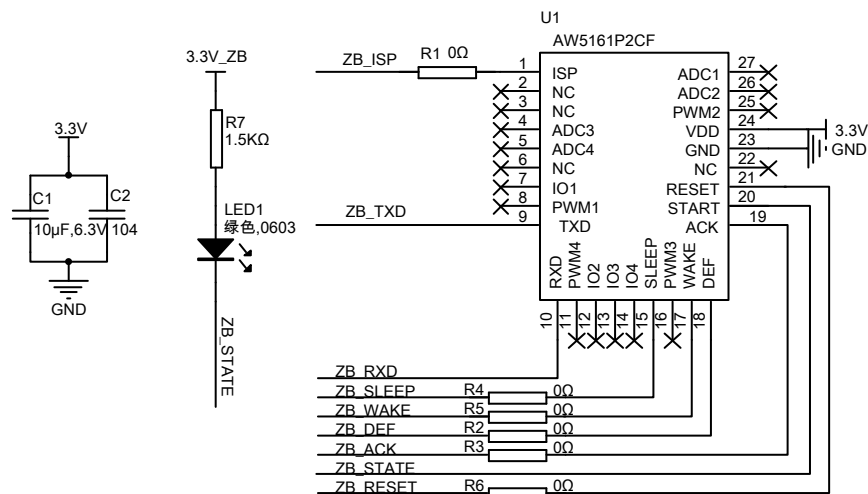 U1
AW5161P2CF
ZB_ISP
R1 0Ω
1 ISP
2 NC
3 NC
4 ADC3
5 ADC4
6 NC
7 IO1
8 PWM1
ZB_TXD 9 TXD
ADC1 27
ADC2 26
PWM2 25
VDD 24 3.3V
GND 23 GND
NC 22
RESET 21
START 20
ACK 19
RXD PWM4 IO2 IO3 IO4 SLEEP PWM3 WAKE DEF
10 11 12 13 14 15 16 17 18
3.3V_ZB
R7
1.5KΩ
LED1
绿色,0603
ZB_STATE
3.3V
C1 C2
10μF,6.3V 104
GND
ZB_RXD
ZB_SLEEP R4 0Ω
ZB_WAKE R5 0Ω
ZB_DEF R2 0Ω
ZB_ACK R3 0Ω
ZB_STATE
ZB_RESET R6 0Ω